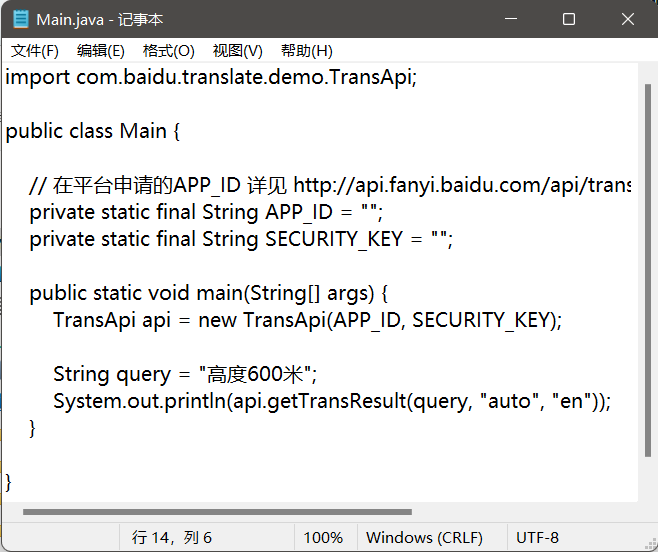 Main.java - 记事本
文件(F) 编辑(E) 格式(O) 视图(V) 帮助(H)
import com.baidu.translate.demo.TransApi;
public class Main {
// 在平台申请的APP_ID 详见 http://api.fanyi.baidu.com/api/trans
private static final String APP_ID = "";
private static final String SECURITY_KEY = "";
public static void main(String[] args) {
TransApi api = new TransApi(APP_ID, SECURITY_KEY);
String query = "高度600米";
System.out.println(api.getTransResult(query, "auto", "en"));
}
}
行 14，列 6 100% Windows (CRLF) UTF-8